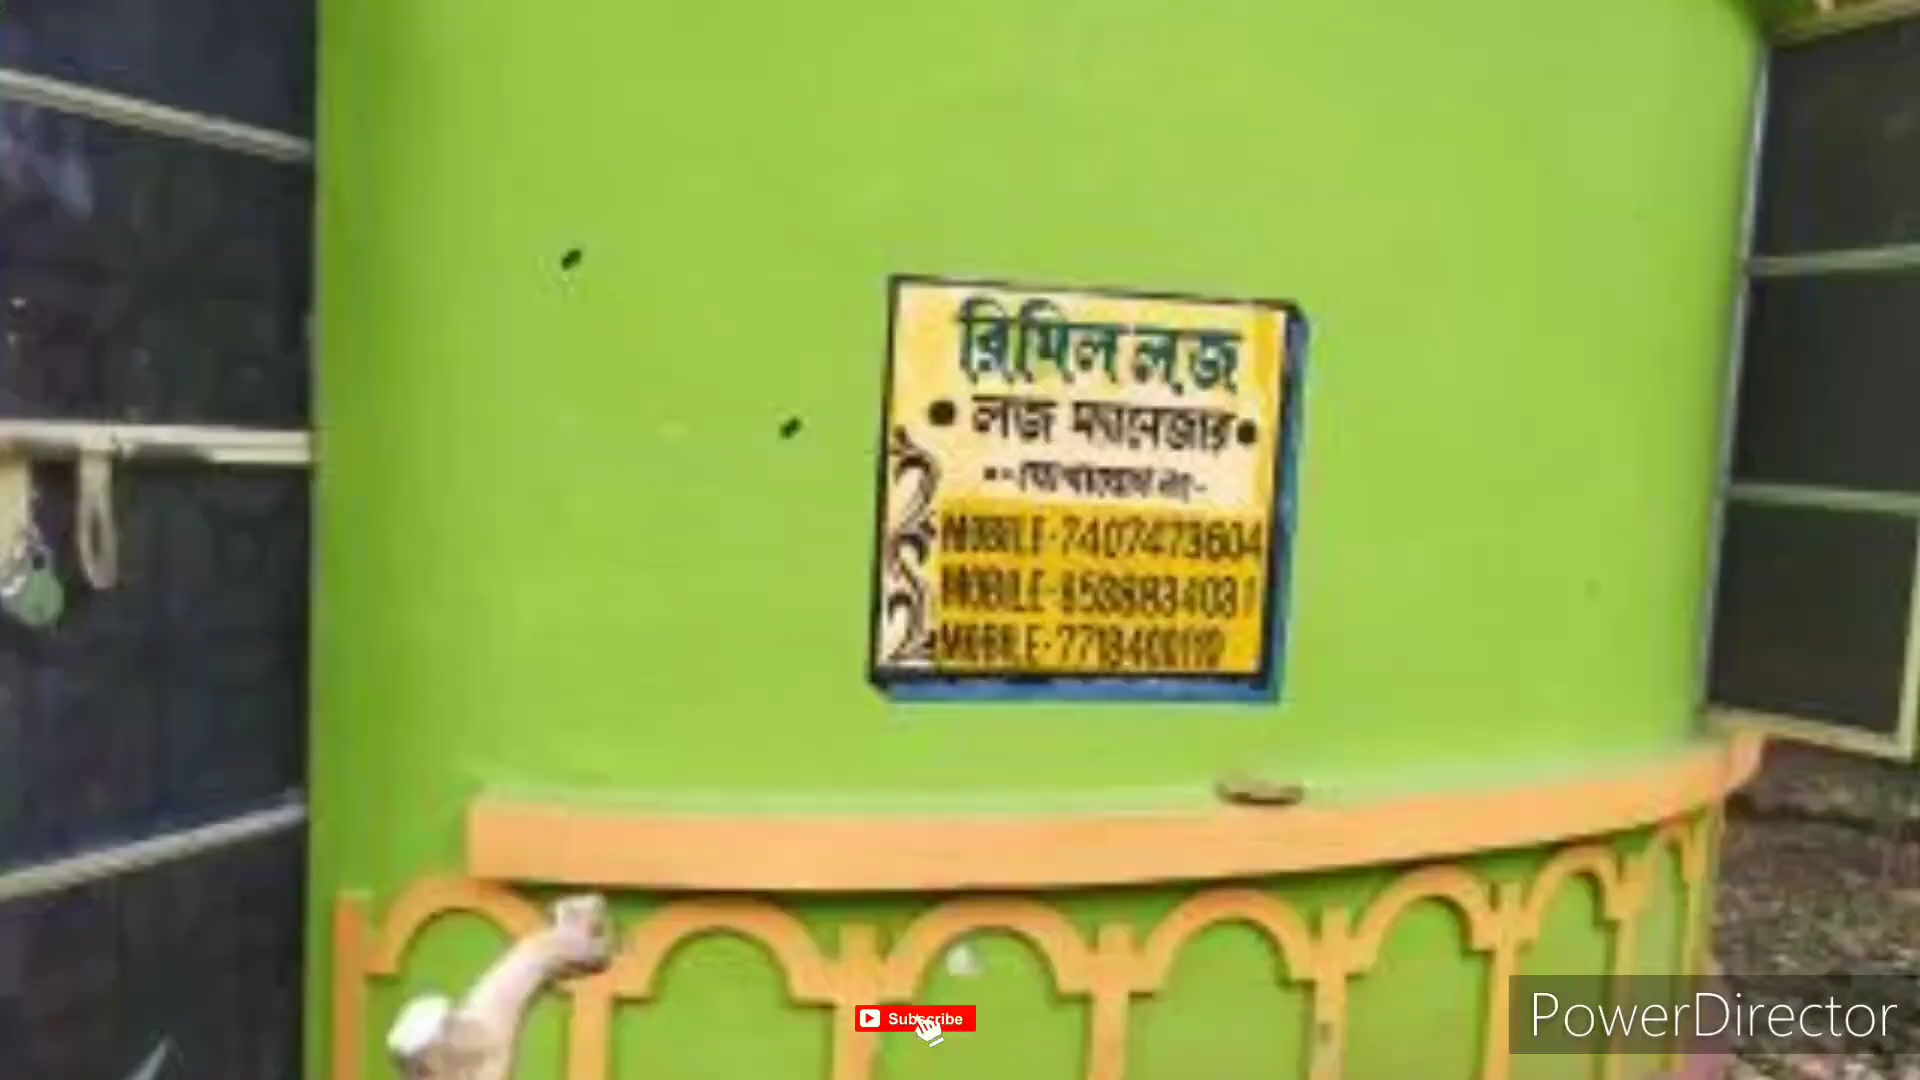 রিমিল লজ
• লজ ম্যানেজার •
MOBILE-7407473604
MOBILE-
MOBILE-
Subscribe
PowerDirector